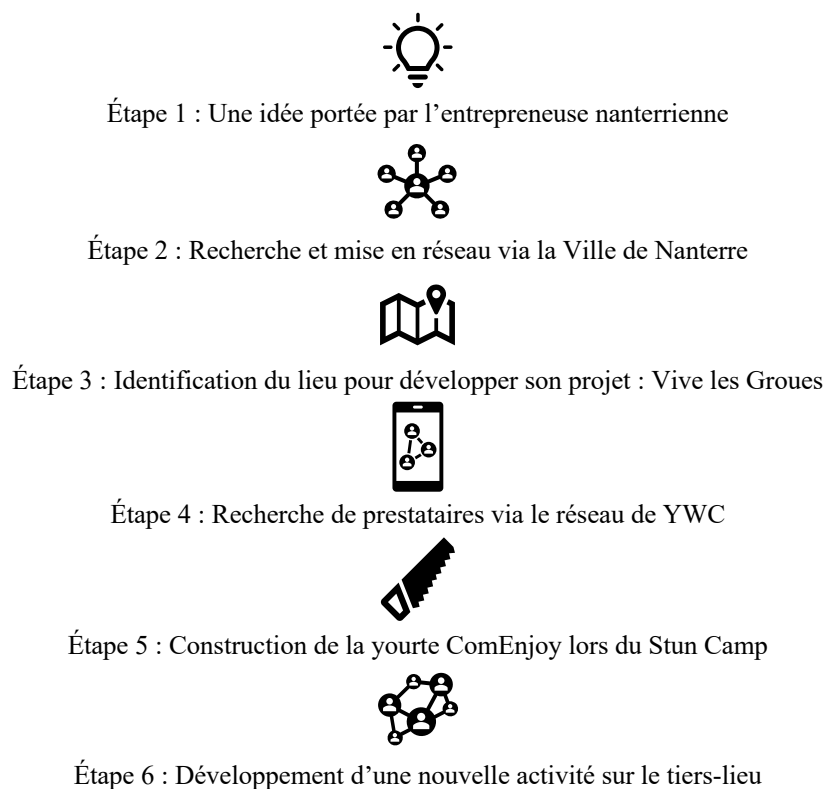 Étape 1 : Une idée portée par l’entrepreneuse nanterrienne
Étape 2 : Recherche et mise en réseau via la Ville de Nanterre
Étape 3 : Identification du lieu pour développer son projet : Vive les Groues
Étape 4 : Recherche de prestataires via le réseau de YWC
Étape 5 : Construction de la yourte ComEnjoy lors du Stun Camp
Étape 6 : Développement d’une nouvelle activité sur le tiers-lieu